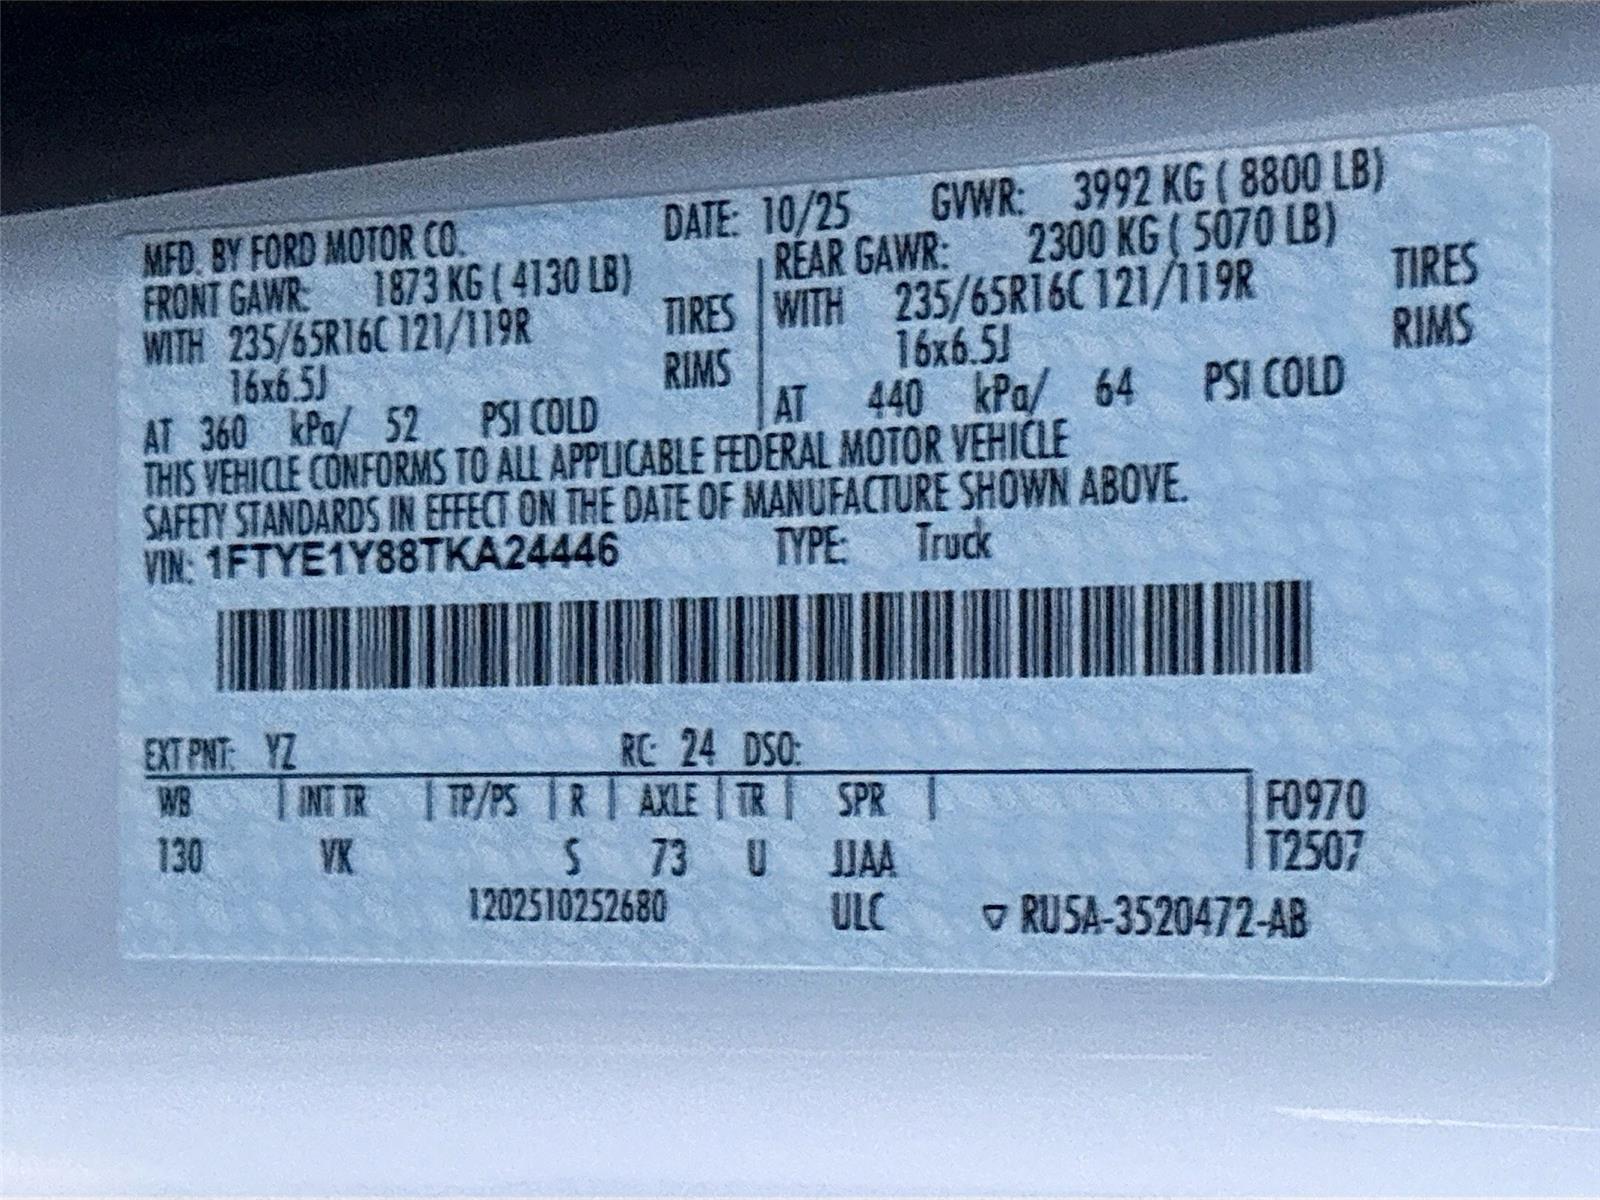 MFD. BY FORD MOTOR CO. DATE: 10/25 GVWR: 3992 KG ( 8800 LB)
FRONT GAWR: 1873 KG ( 4130 LB)
WITH 235/65R16C 121/119R TIRES
16x6.5J RIMS
AT 360 kPa/ 52 PSI COLD
REAR GAWR: 2300 KG ( 5070 LB)
WITH 235/65R16C 121/119R TIRES
16x6.5J RIMS
AT 440 kPa/ 64 PSI COLD
THIS VEHICLE CONFORMS TO ALL APPLICABLE FEDERAL MOTOR VEHICLE
SAFETY STANDARDS IN EFFECT ON THE DATE OF MANUFACTURE SHOWN ABOVE.
VIN: 1FTYE1Y88TKA24446 TYPE: Truck
EXT PNT: YZ RC: 24 DSO:
WB | INT TR | TP/PS | R | AXLE | TR | SPR | F0970
130 VK S 73 U JJAA T2507
1202510252680 ULC ▽ RU5A-3520472-AB